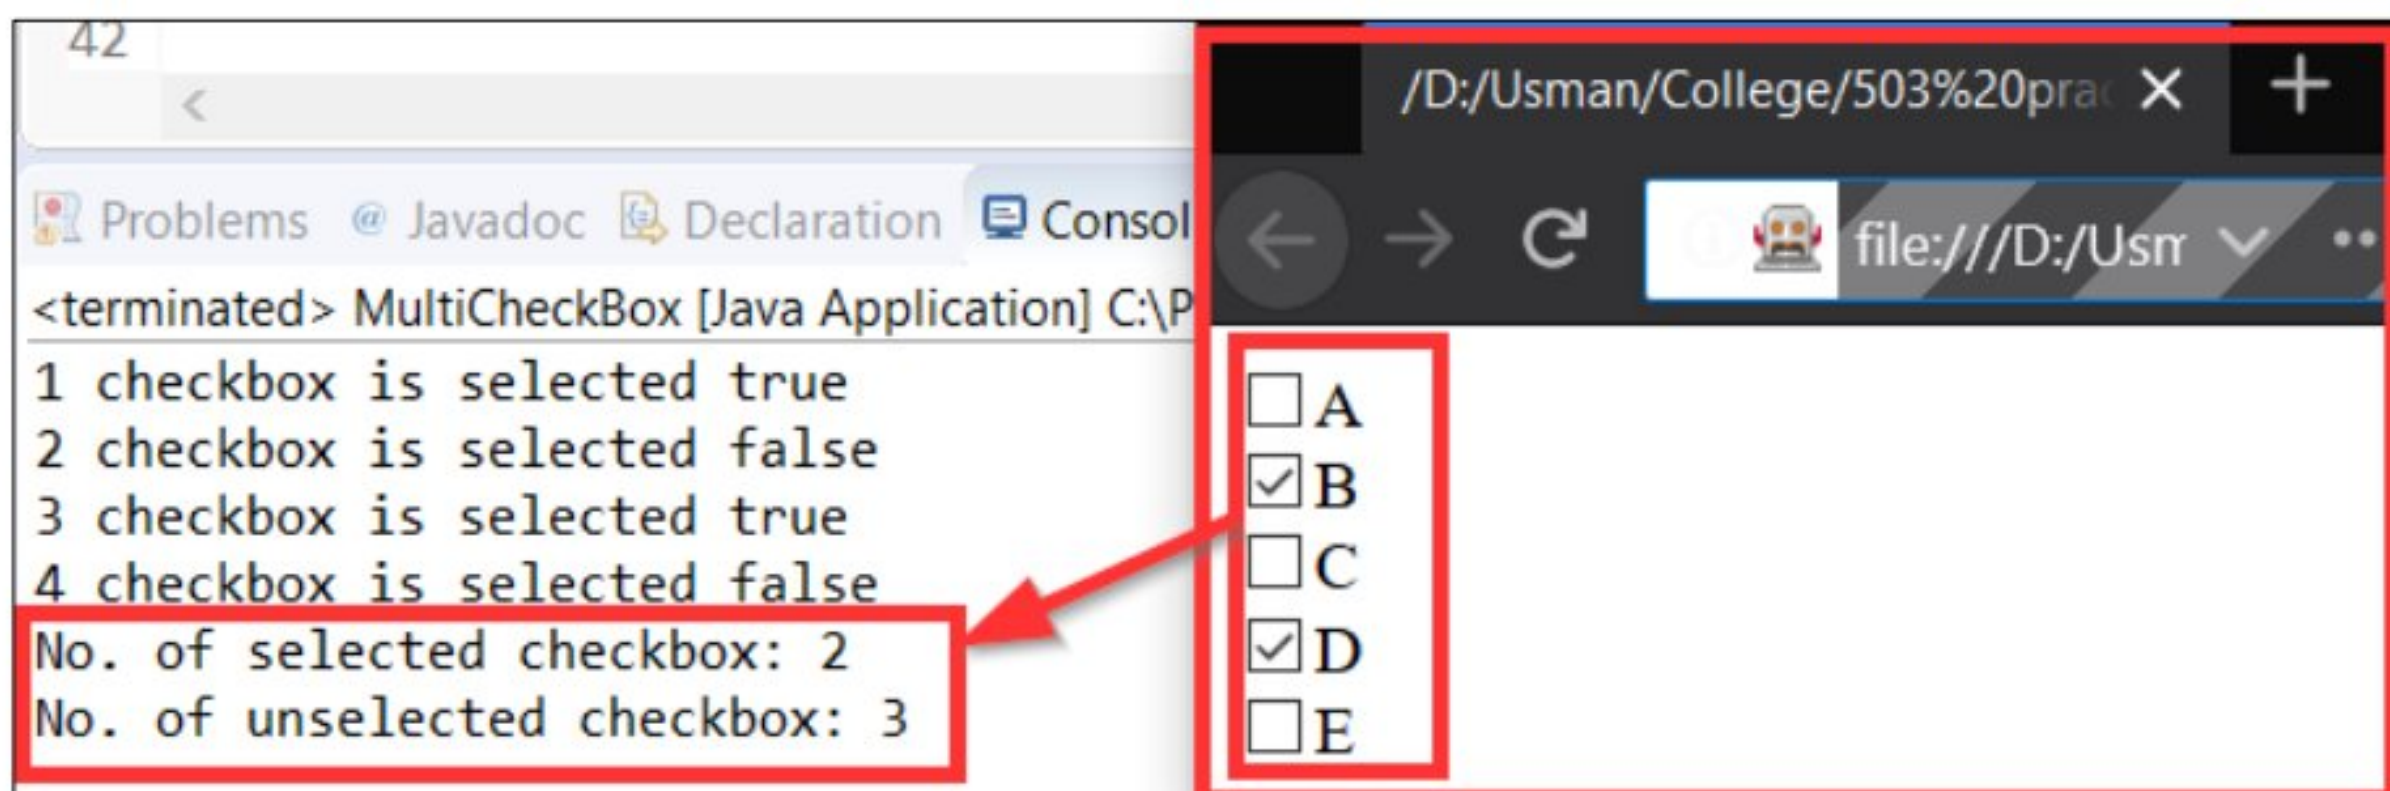 42
Problems @ Javadoc Declaration Consol
<terminated> MultiCheckBox [Java Application] C:\P
1 checkbox is selected true
2 checkbox is selected false
3 checkbox is selected true
4 checkbox is selected false
No. of selected checkbox: 2
No. of unselected checkbox: 3
/D:/Usman/College/503%20prac
file:///D:/Usm
A
B
C
D
E